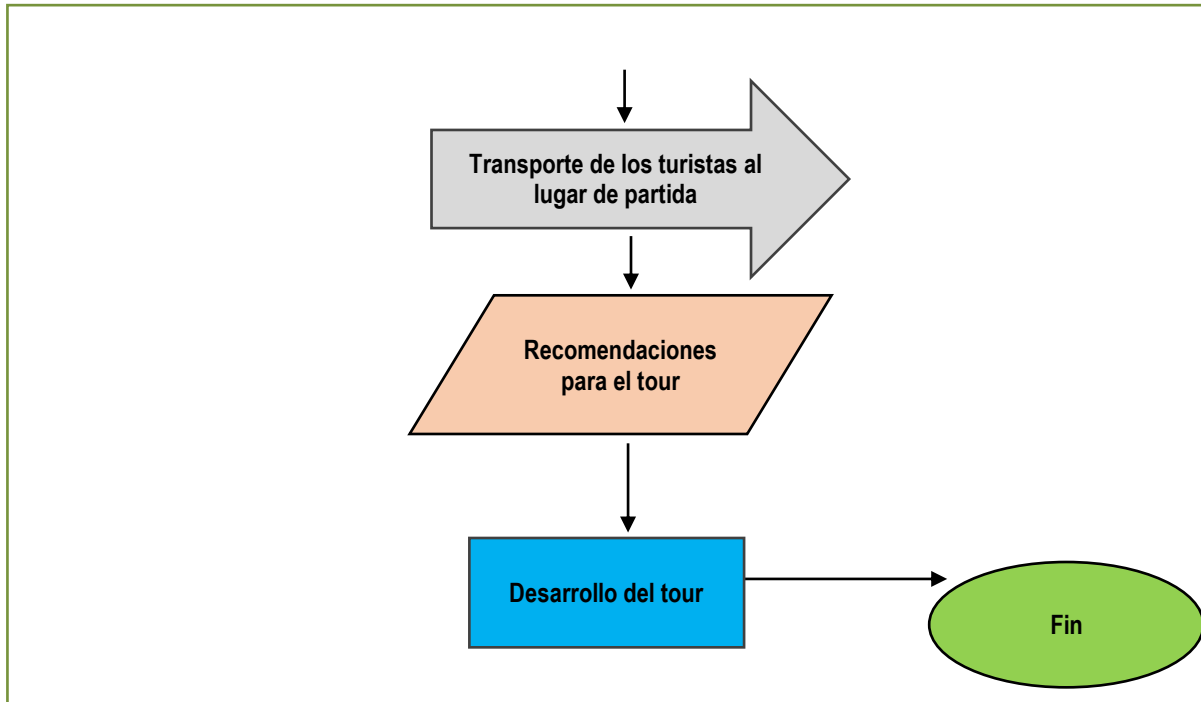 Transporte de los turistas al
lugar de partida
Recomendaciones
para el tour
Desarrollo del tour
Fin